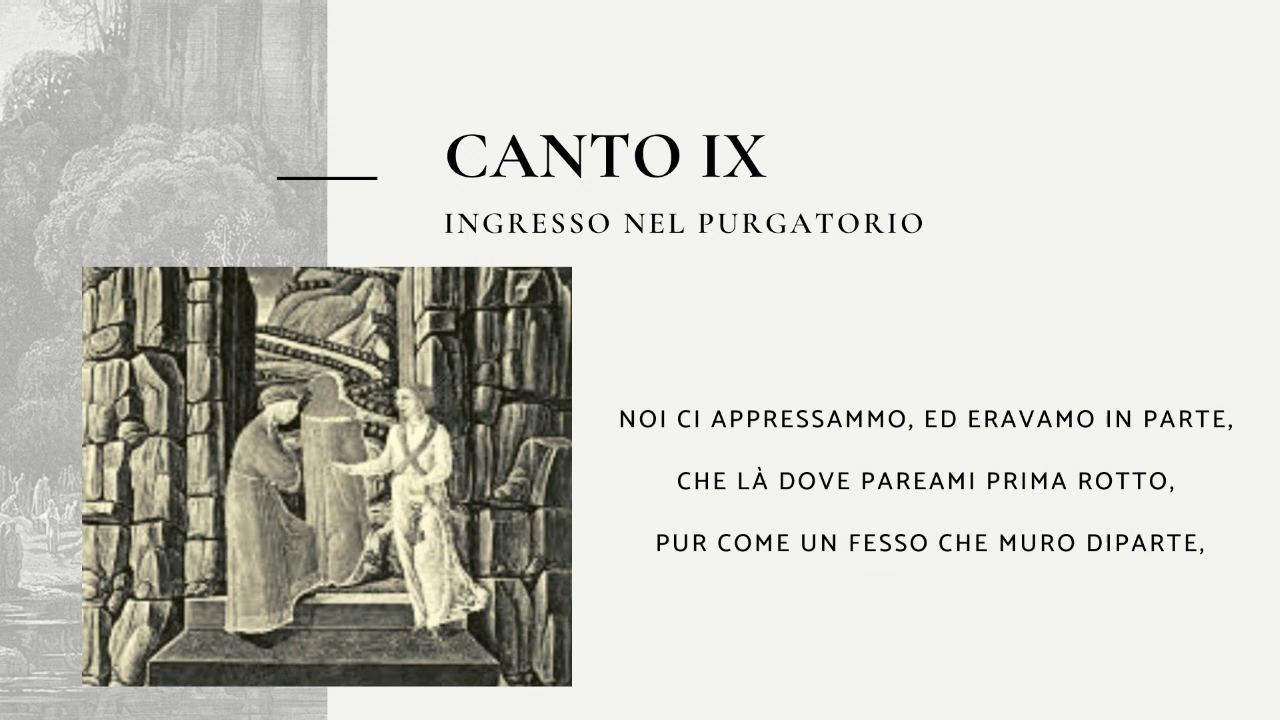 CANTO IX
INGRESSO NEL PURGATORIO
NOI CI APPRESSAMMO, ED ERAVAMO IN PARTE,
CHE LÀ DOVE PAREAMI PRIMA ROTTO,
PUR COME UN FESSO CHE MURO DIPARTE,